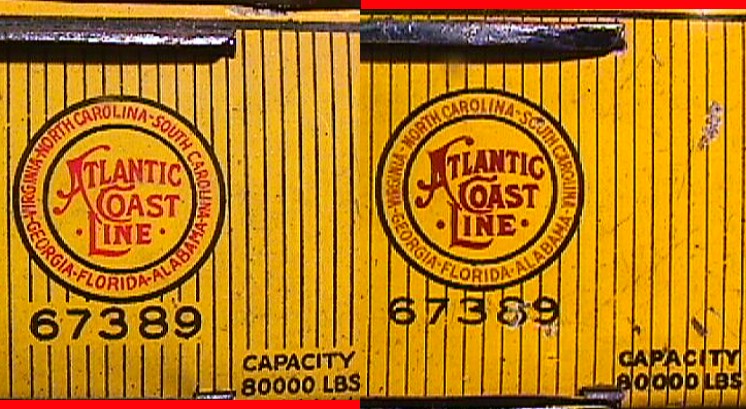 VIRGINIA-NORTH CAROLINA-SOUTH CAROLINA-
GEORGIA-FLORIDA-ALABAMA-
ATLANTIC
COAST
·LINE·
67389
CAPACITY
80000 LBS
VIRGINIA-NORTH CAROLINA-SOUTH CAROLINA-
GEORGIA-FLORIDA-ALABAMA-
ATLANTIC
COAST
·LINE·
67389
CAPACITY
80000 LBS